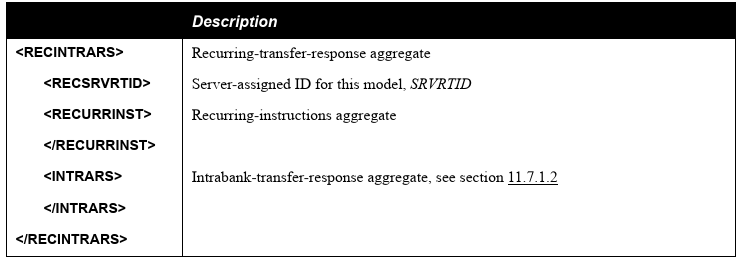 Description
<RECINTRARS> Recurring-transfer-response aggregate
<RECSRVRTID> Server-assigned ID for this model, SRVRTID
<RECURRINST> Recurring-instructions aggregate
</RECURRINST>
<INTRARS> Intrabank-transfer-response aggregate, see section 11.7.1.2
</INTRARS>
</RECINTRARS>